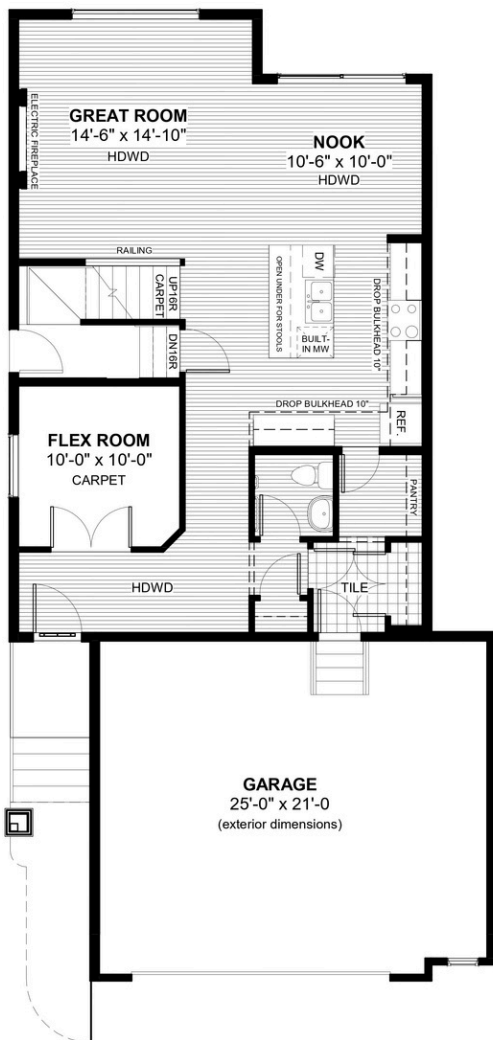 GREAT ROOM
14'-6" x 14'-10"
HDWD
ELECTRIC FIREPLACE
NOOK
10'-6" x 10'-0"
HDWD
RAILING
UP16R
CARPET
DN16R
OPEN UNDER FOR STOOLS
DW
BUILT-
IN MW
DROP BULKHEAD 10"
DROP BULKHEAD 10"
REF.
FLEX ROOM
10'-0" x 10'-0"
CARPET
PANTRY
HDWD
TILE
GARAGE
25'-0" x 21'-0
(exterior dimensions)